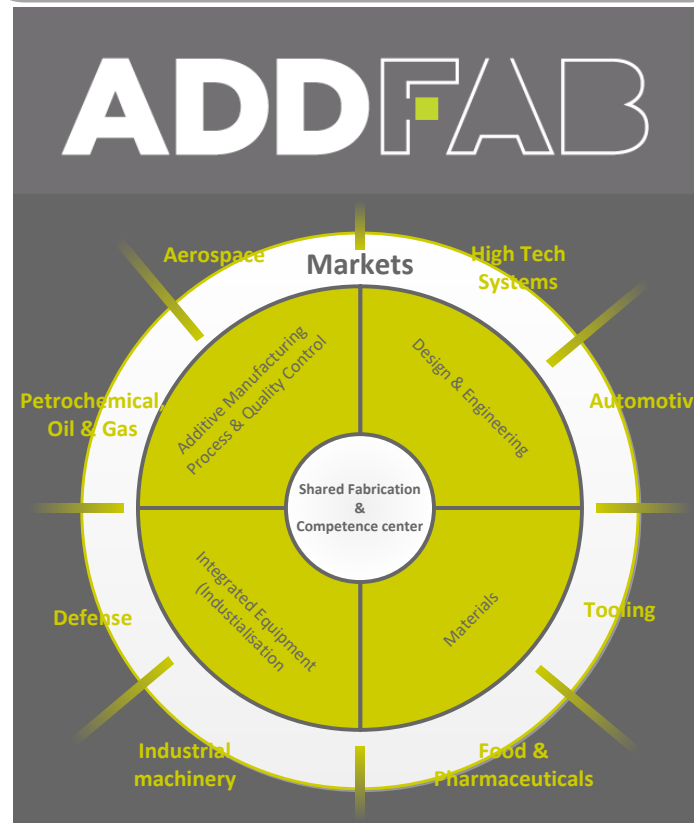 ADDFAB
Aerospace
Markets
High Tech
Systems
Additive Manufacturing
Process & Quality Control
Design & Engineering
Petrochemical,
Oil & Gas
Automotiv
Shared Fabrication
&
Competence center
Integrated Equipment
(Industialisation
Materials
Defense
Tooling
Industrial
machinery
Food &
Pharmaceuticals